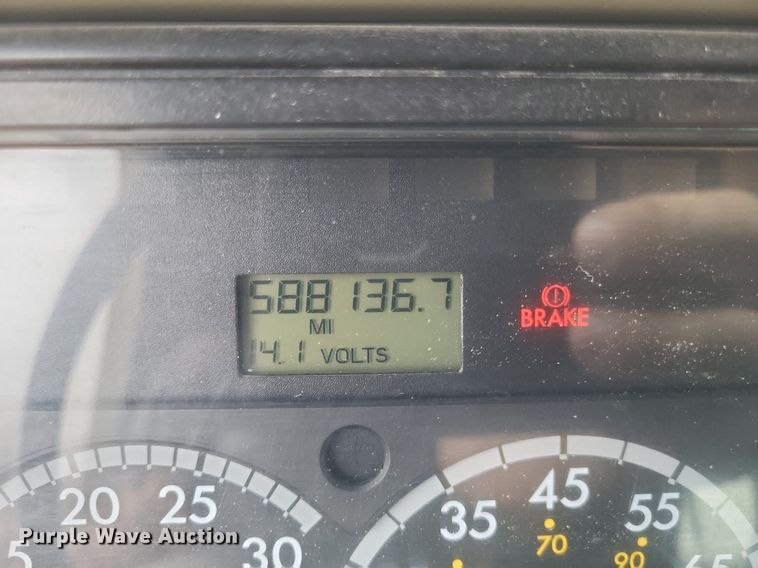 588136.7
MI
14.1 VOLTS
BRAKE
20 25 30
35 45 55
70 90
Purple Wave Auction